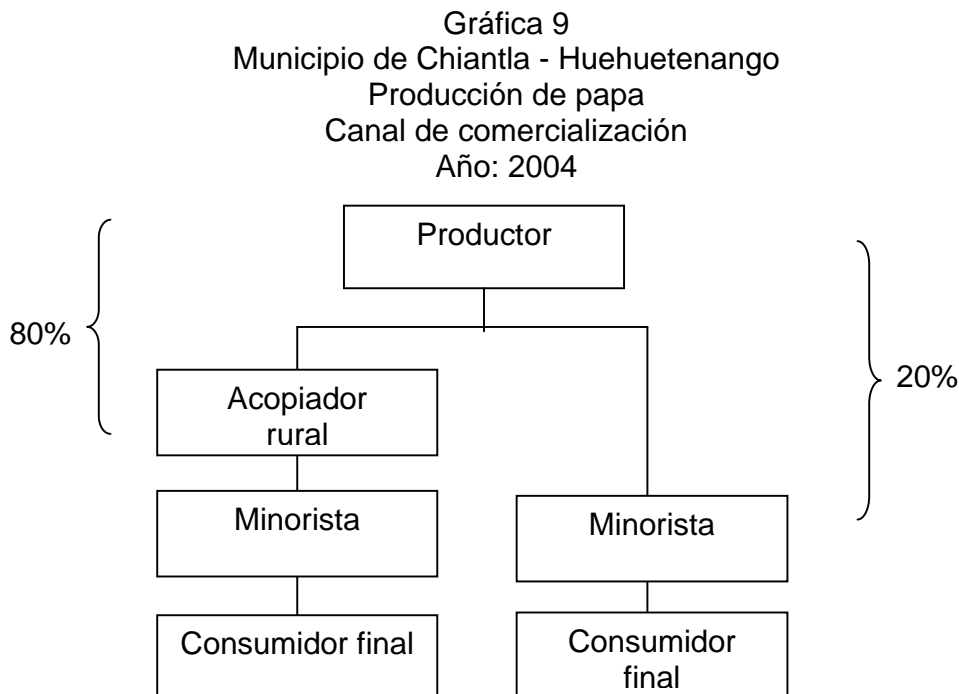 Gráfica 9
Municipio de Chiantla - Huehuetenango
Producción de papa
Canal de comercialización
Año: 2004
Productor
80%
20%
Acopiador
rural
Minorista
Minorista
Consumidor final
Consumidor
final